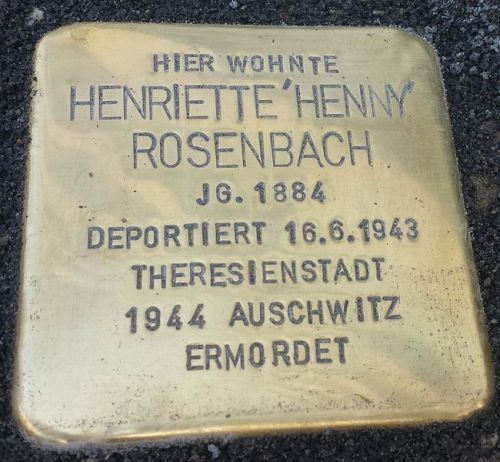 HIER WOHNTE
HENRIETTE 'HENNY'
ROSENBACH
JG. 1884
DEPORTIERT 16.6.1943
THERESIENSTADT
1944 AUSCHWITZ
ERMORDET